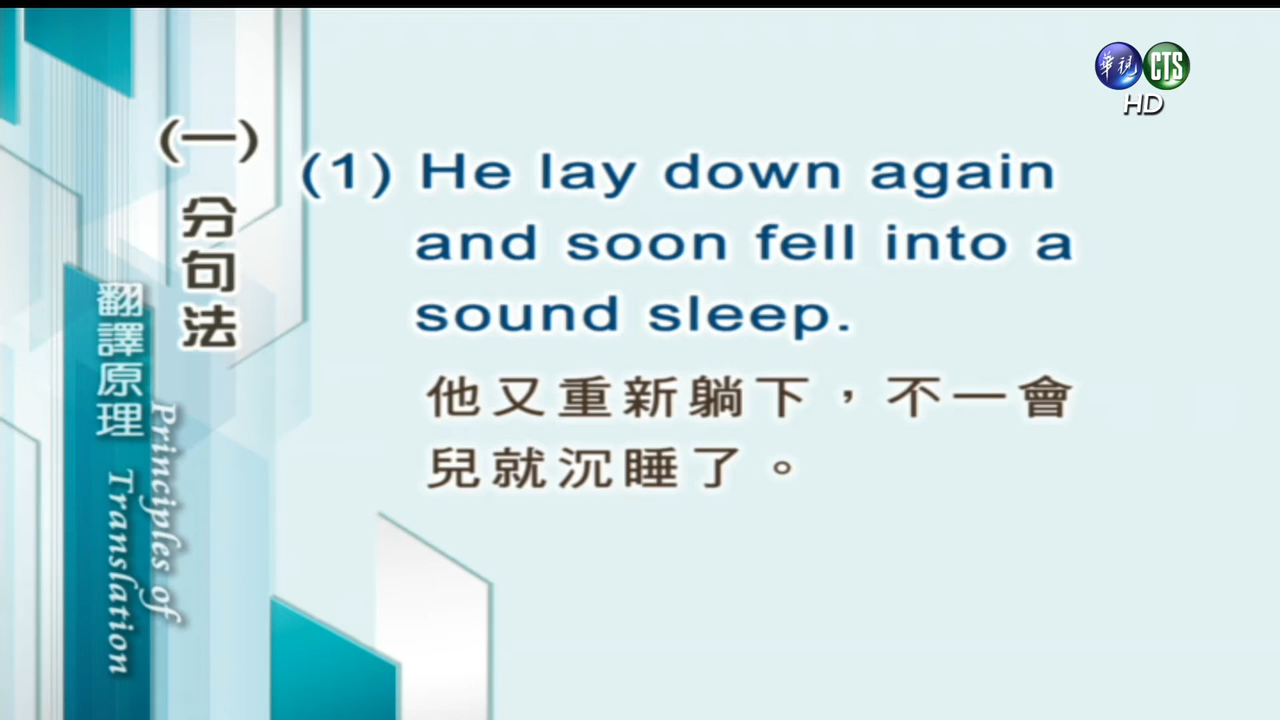 華視
CTS
HD
(一)分句法
翻譯原理
Principles of
Translation
(1) He lay down again
and soon fell into a
sound sleep.
他又重新躺下，不一會
兒就沉睡了。